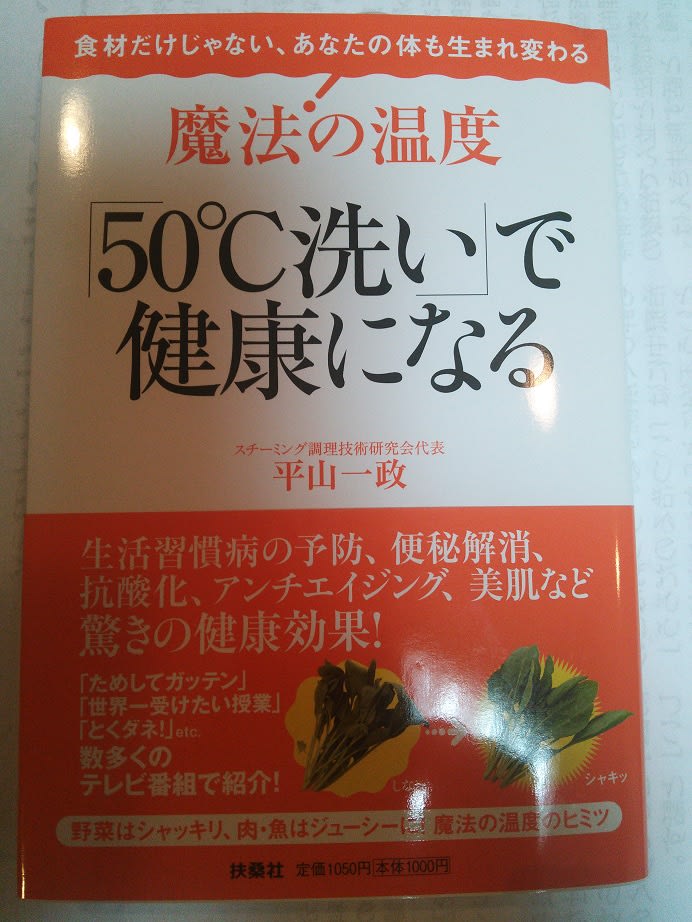 食材だけじゃない、あなたの体も生まれ変わる
魔法の温度
「50℃洗い」で
健康になる
スチーミング調理技術研究会代表
平山一政
生活習慣病の予防、便秘解消、
抗酸化、アンチエイジング、美肌など
驚きの健康効果!
「ためしてガッテン」
「世界一受けたい授業」
「とくダネ!」etc.
数多くの
テレビ番組で紹介!
シャキッ
野菜はシャッキリ、肉・魚はジューシーに!魔法の温度のヒミツ
扶桑社 定価1050円 本体1000円